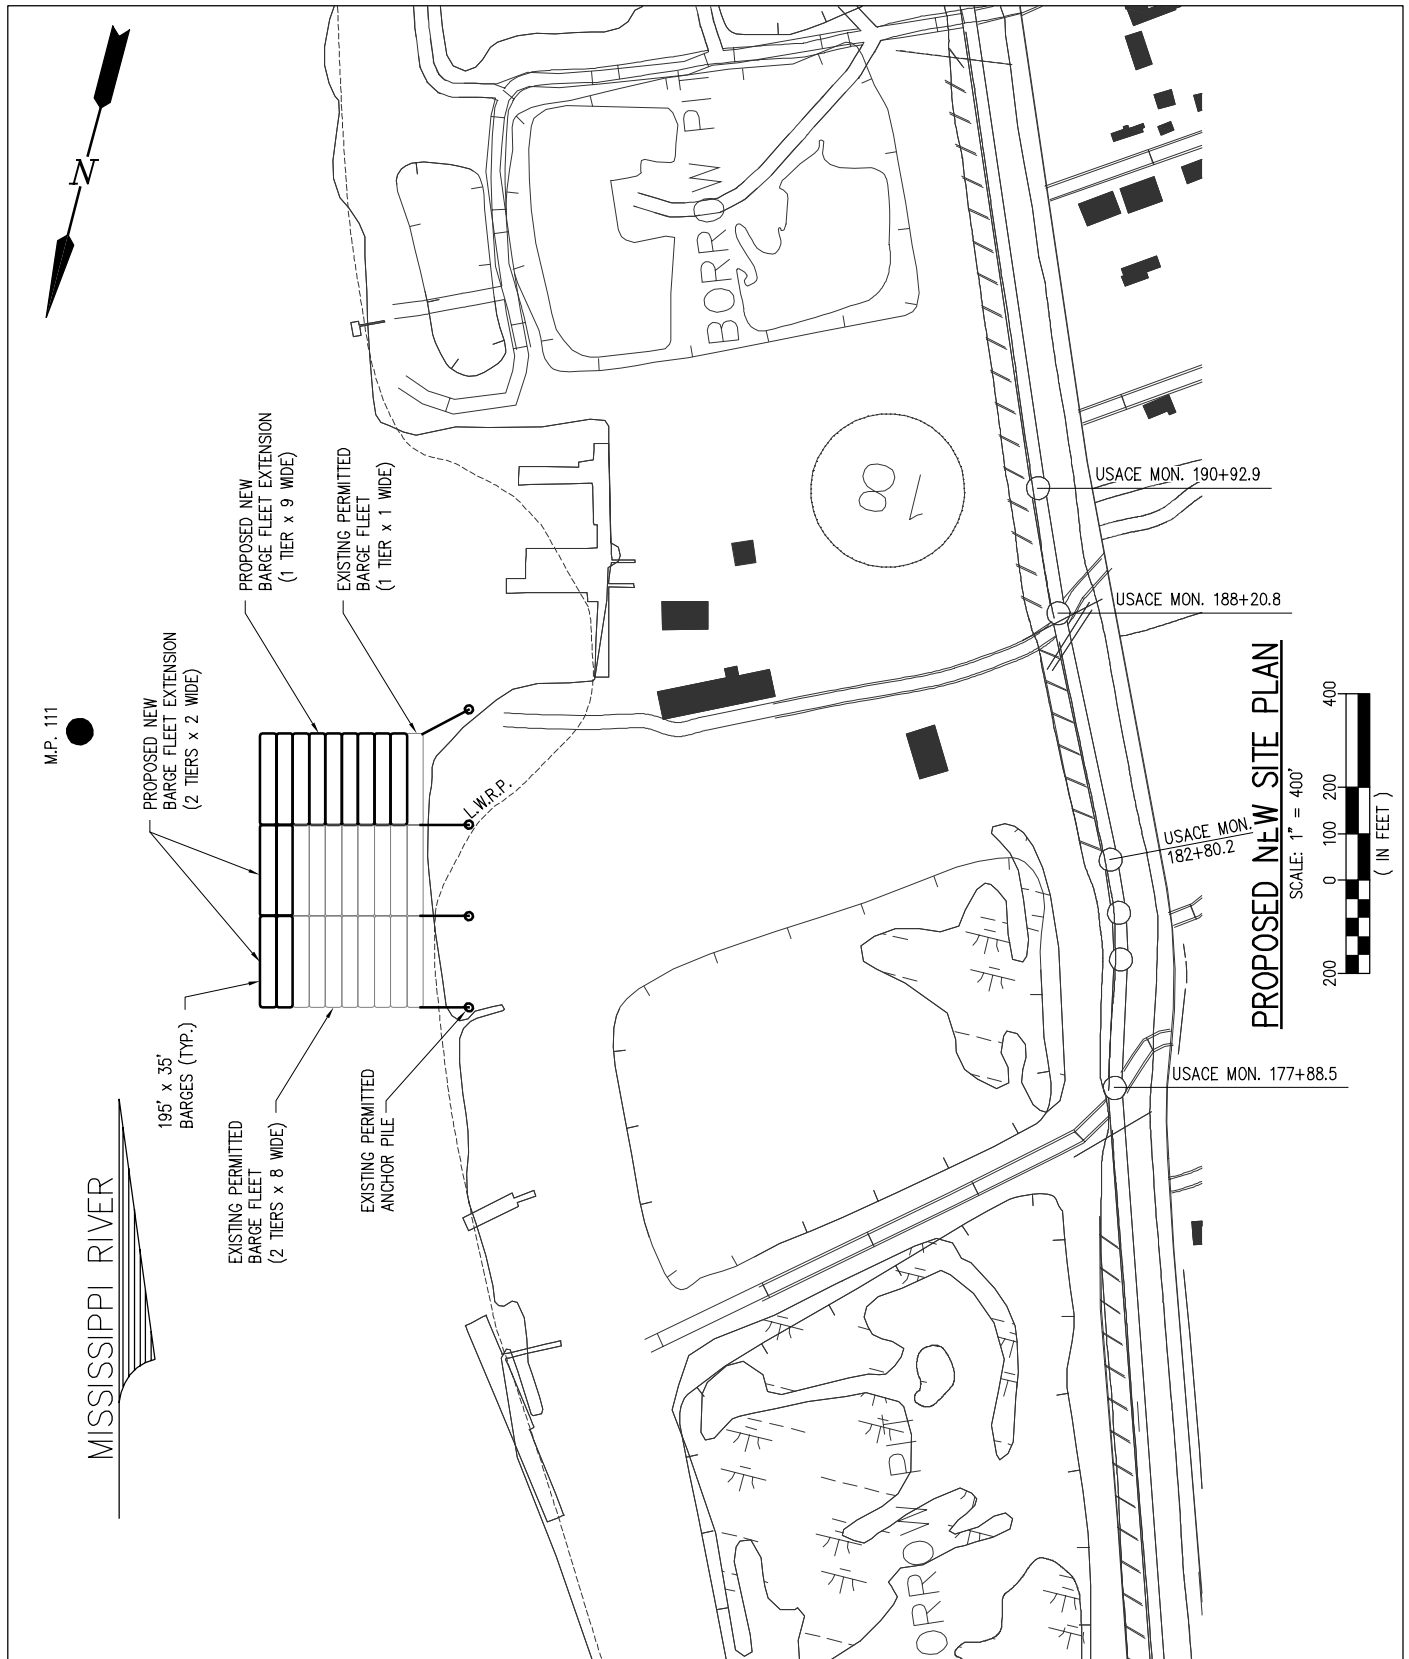 N
BORROW PIT
PROPOSED NEW
BARGE FLEET EXTENSION
(1 TIER x 9 WIDE)
EXISTING PERMITTED
BARGE FLEET
(1 TIER x 1 WIDE)
18
USACE MON. 190+92.9
USACE MON. 188+20.8
M.P. 111
PROPOSED NEW
BARGE FLEET EXTENSION
(2 TIERS x 2 WIDE)
L.W.R.P.
USACE MON.
182+80.2
195' x 35'
BARGES (TYP.)
EXISTING PERMITTED
BARGE FLEET
(2 TIERS x 8 WIDE)
EXISTING PERMITTED
ANCHOR PILE
USACE MON. 177+88.5
MISSISSIPPI RIVER
ORROW PIT
PROPOSED NEW SITE PLAN
SCALE: 1" = 400'
200 0 100 200 400
( IN FEET )